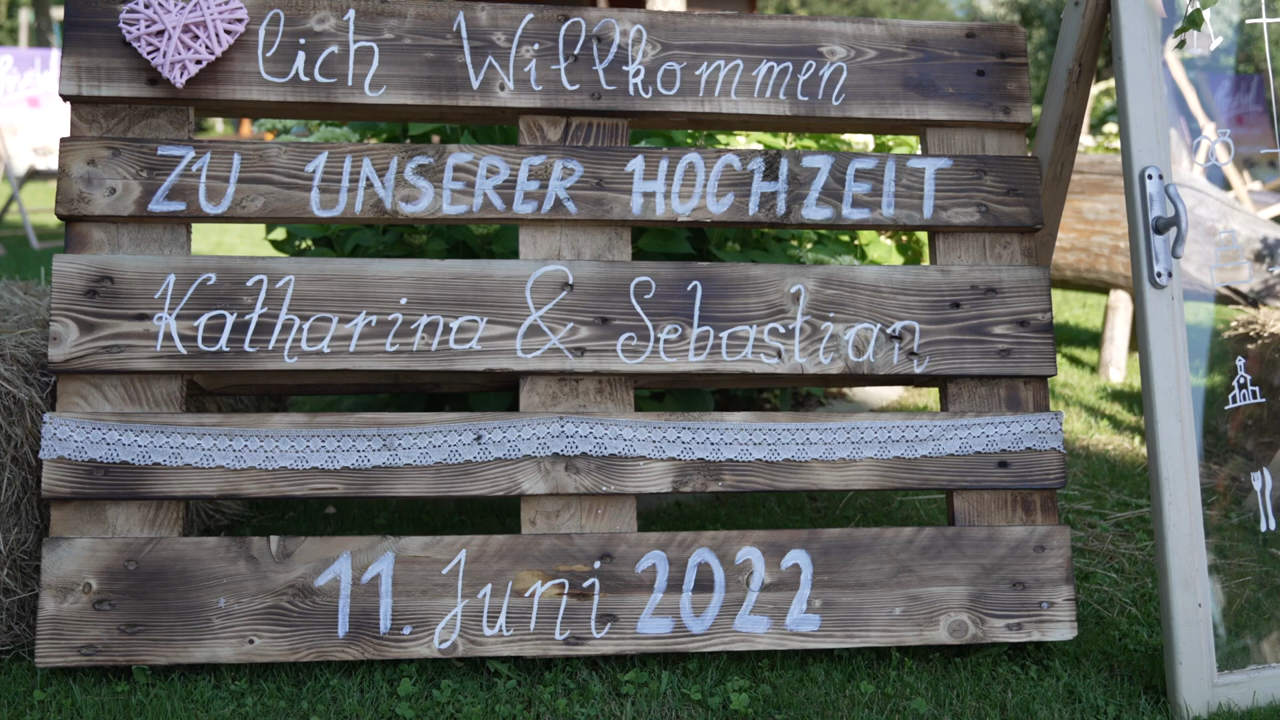 lich Willkommen
ZU UNSERER HOCHZEIT
Katharina & Sebastian
11. Juni 2022